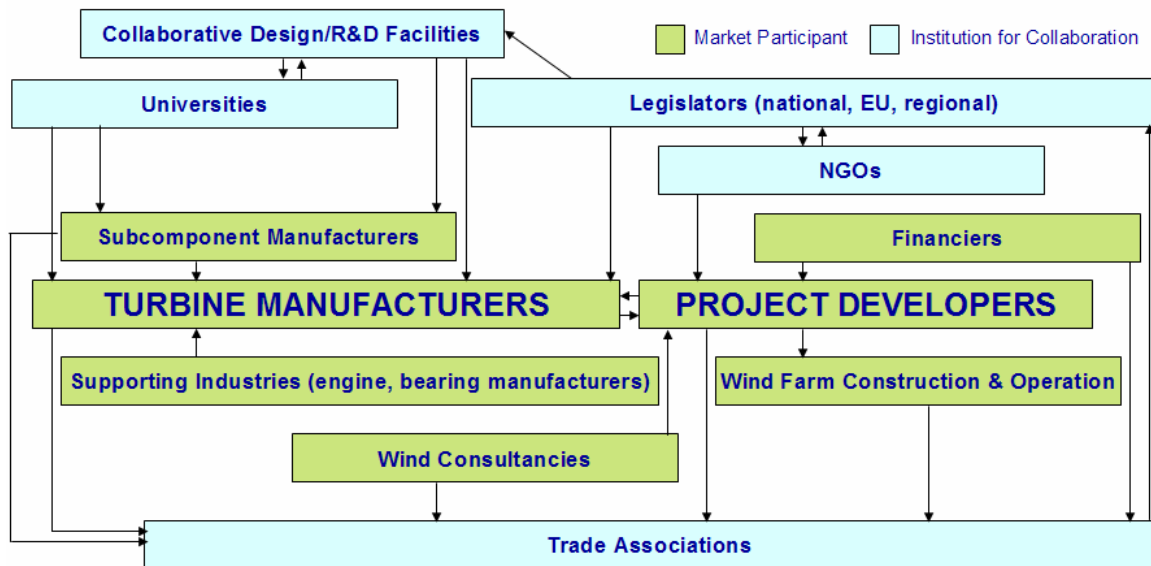 Collaborative Design/R&D Facilities
Market Participant
Institution for Collaboration
Universities
Legislators (national, EU, regional)
NGOs
Subcomponent Manufacturers
Financiers
TURBINE MANUFACTURERS
PROJECT DEVELOPERS
Supporting Industries (engine, bearing manufacturers)
Wind Farm Construction & Operation
Wind Consultancies
Trade Associations